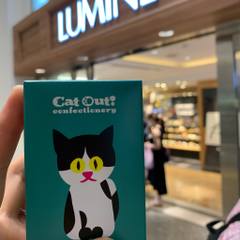 LUMINE
Cat Out!
confectionery